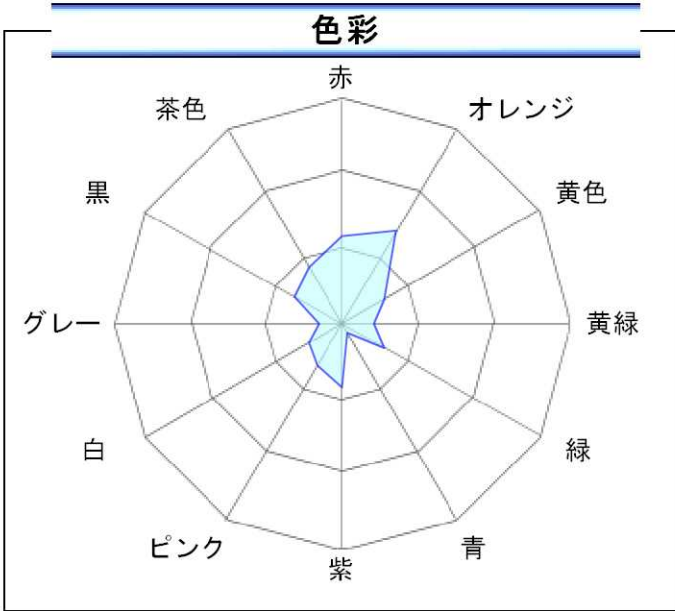 色彩
赤
オレンジ
黄色
黄緑
緑
青
紫
ピンク
白
グレー
黒
茶色